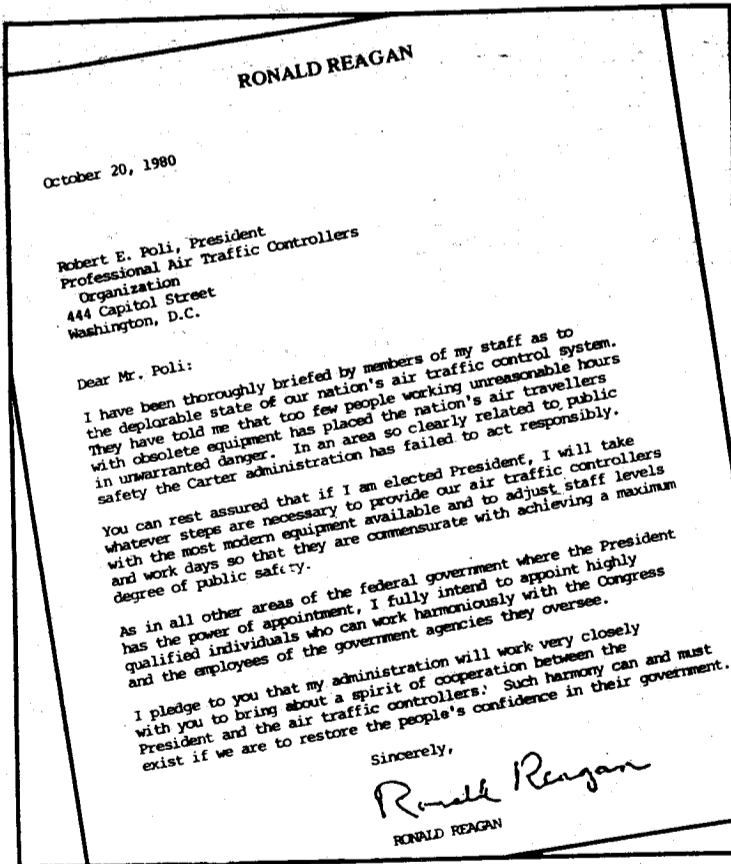 RONALD REAGAN
October 20, 1980
Robert E. Poli, President
Professional Air Traffic Controllers
Organization
444 Capitol Street
Washington, D.C.
Dear Mr. Poli:
I have been thoroughly briefed by members of my staff as to
the deplorable state of our nation's air traffic control system.
They have told me that too few people working unreasonable hours
with obsolete equipment has placed the nation's air travellers
in unwarranted danger. In an area so clearly related to public
safety the Carter administration has failed to act responsibly.
You can rest assured that if I am elected President, I will take
whatever steps are necessary to provide our air traffic controllers
with the most modern equipment available and to adjust staff levels
and work days so that they are commensurate with achieving a maximum
degree of public safety.
As in all other areas of the federal government where the President
has the power of appointment, I fully intend to appoint highly
qualified individuals who can work harmoniously with the Congress
and the employees of the government agencies they oversee.
I pledge to you that my administration will work very closely
with you to bring about a spirit of cooperation between the
President and the air traffic controllers. Such harmony can and must
exist if we are to restore the people's confidence in their government.
Sincerely,
Ronald Reagan
RONALD REAGAN